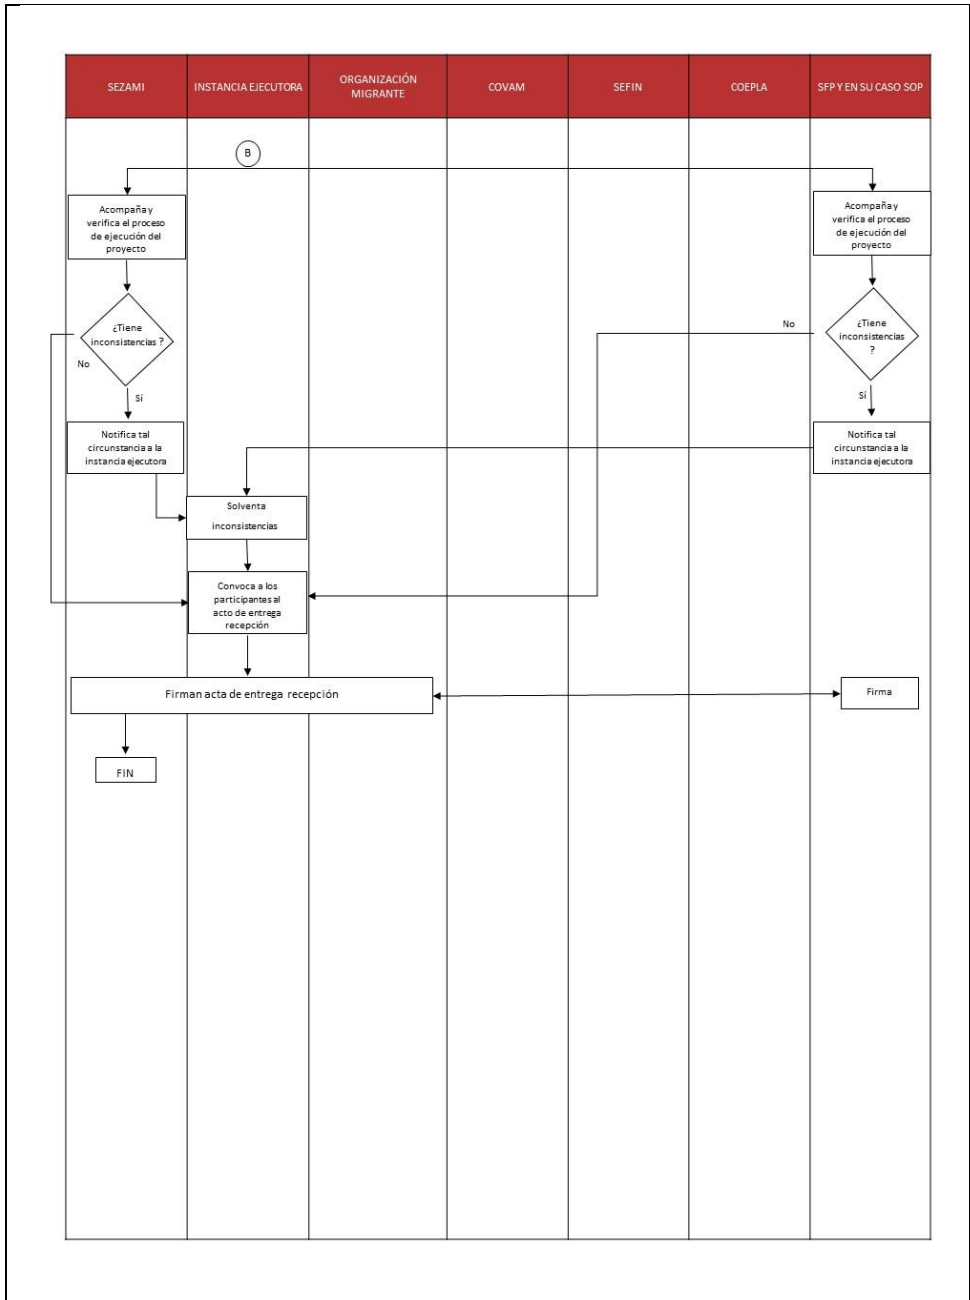 SEZAMI
INSTANCIA EJECUTORA
ORGANIZACIÓN
MIGRANTE
COVAM
SEFIN
COEPLA
SFP Y EN SU CASO SOP
B
Acompaña y
verifica el proceso
de ejecución del
proyecto
Acompaña y
verifica el proceso
de ejecución del
proyecto
¿Tiene
inconsistencias ?
No
Sí
¿Tiene
inconsistencias
?
No
Sí
Notifica tal
circunstancia a la
instancia ejecutora
Notifica tal
circunstancia a la
instancia ejecutora
Solventa
inconsistencias
Convoca a los
participantes al
acto de entrega
recepción
Firman acta de entrega recepción
Firma
FIN